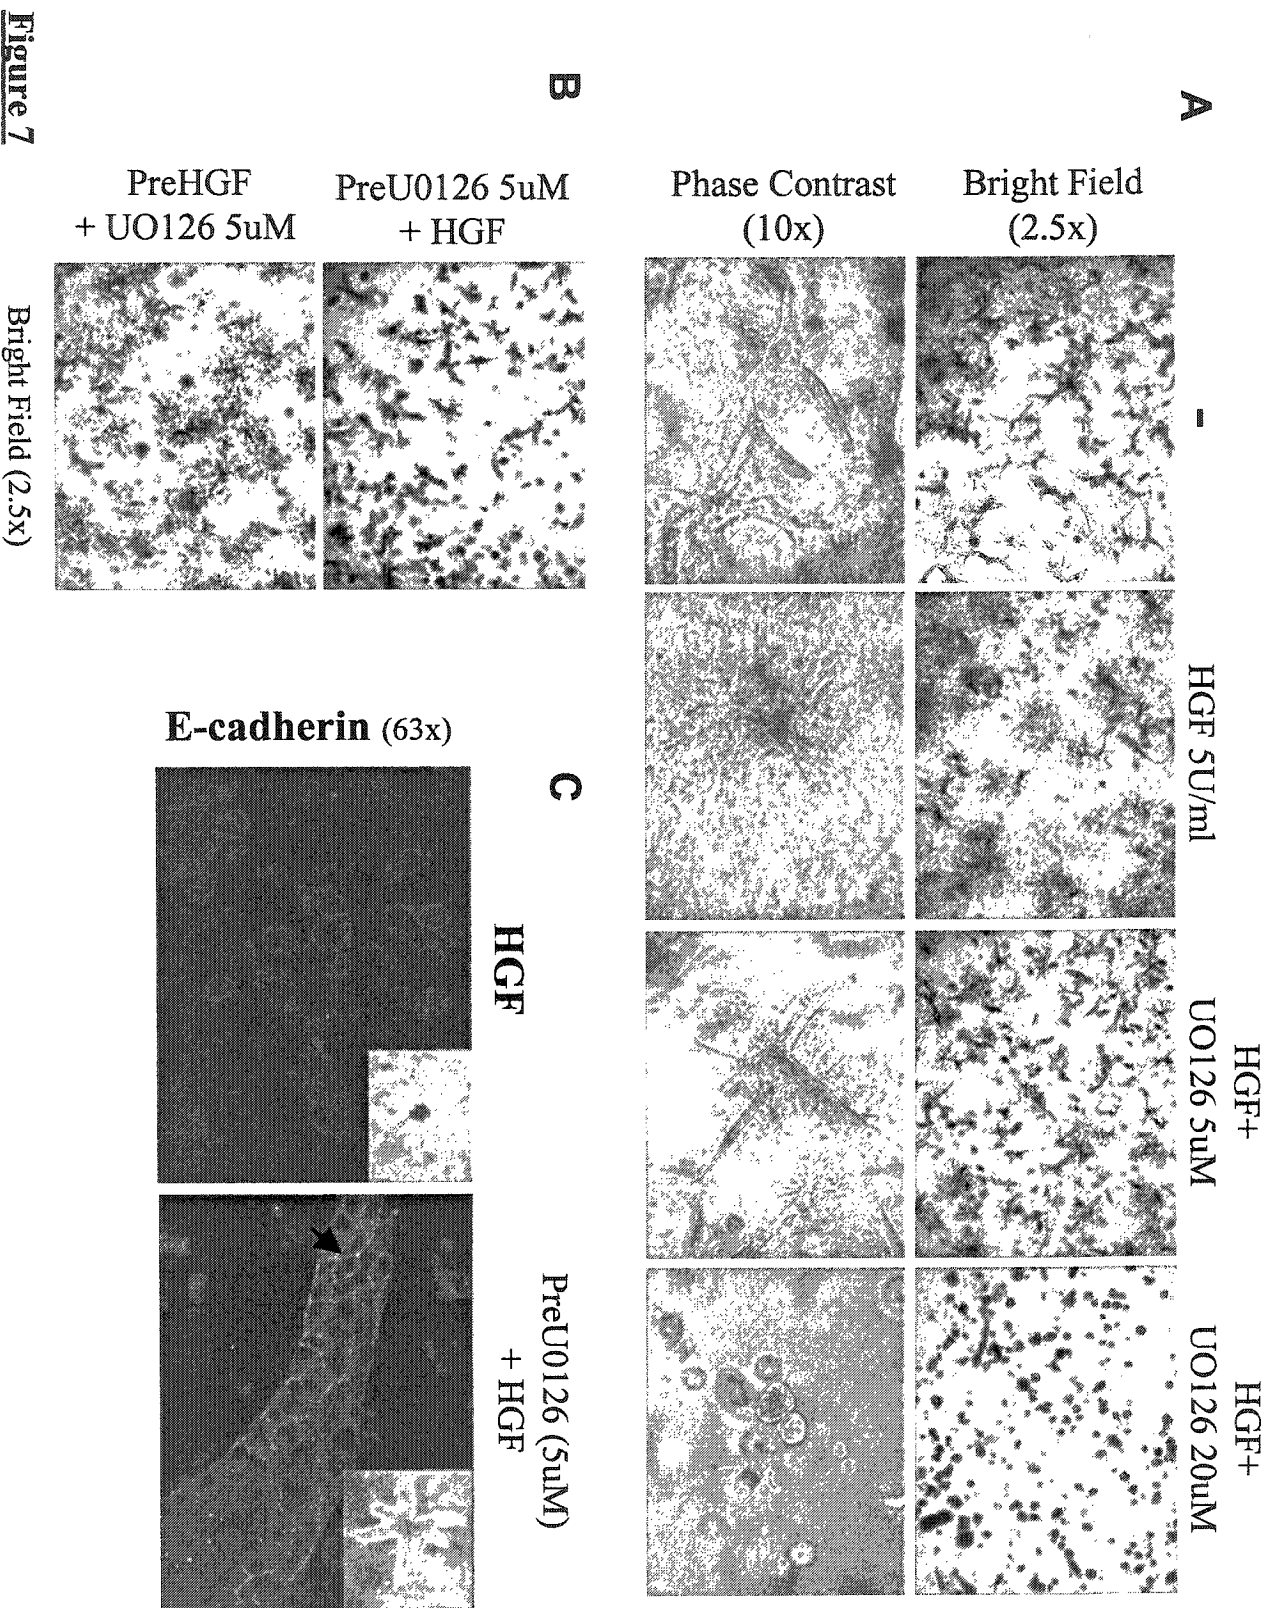 A
-
HGF 5U/ml
HGF+
UO126 5uM
HGF+
UO126 20uM
Bright Field
(2.5x)
Phase Contrast
(10x)
B
PreU0126 5uM
+ HGF
PreHGF
+ UO126 5uM
Bright Field (2.5x)
C
HGF
PreU0126 (5uM)
+ HGF
E-cadherin (63x)
Figure 7